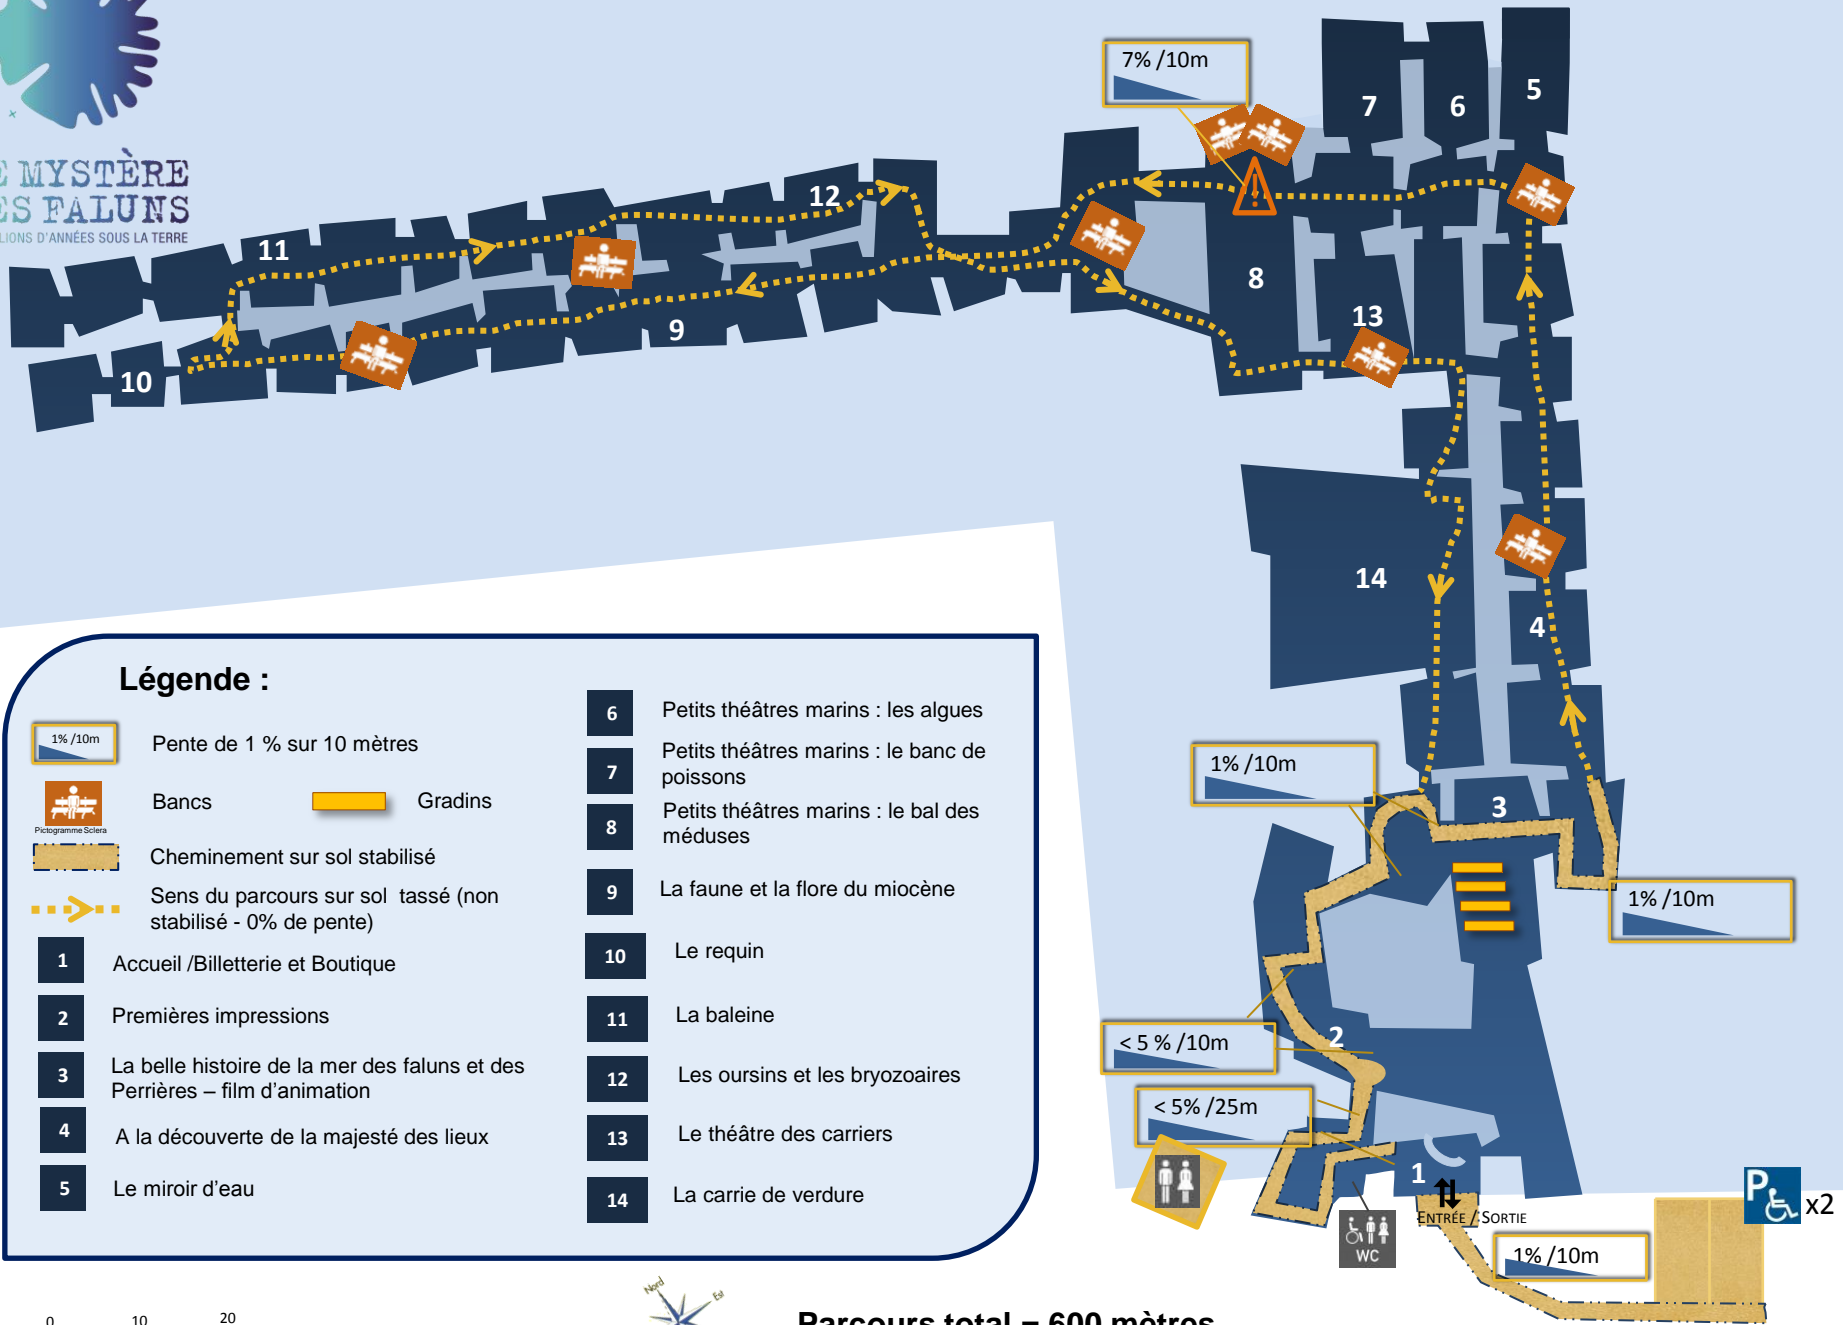 MYSTÈRE
FALUNS
D'ANNÉES SOUS LA TERRE
7% /10m
7
6
5
12
11
8
13
9
10
14
4
1% /10m
3
1% /10m
< 5 % /10m
2
< 5% /25m
1
ENTRÉE / SORTIE
WC
P x2
1% /10m
Légende :
1% /10m
Pente de 1 % sur 10 mètres
Bancs
Gradins
Pictogramme Sclera
Cheminement sur sol stabilisé
Sens du parcours sur sol tassé (non
stabilisé - 0% de pente)
1 Accueil /Billetterie et Boutique
2 Premières impressions
3 La belle histoire de la mer des faluns et des
Perrières – film d'animation
4 A la découverte de la majesté des lieux
5 Le miroir d'eau
6 Petits théâtres marins : les algues
7 Petits théâtres marins : le banc de
poissons
8 Petits théâtres marins : le bal des
méduses
9 La faune et la flore du miocène
10 Le requin
11 La baleine
12 Les oursins et les bryozoaires
13 Le théâtre des carriers
14 La carrie de verdure
0 10 20
Nord
Est
Parcours total = 600 mètres